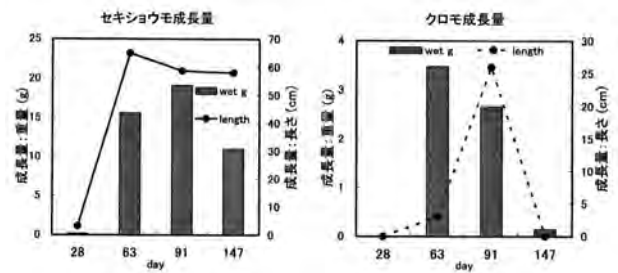 セキショウモ成長量
成長量:重量(g)
25
20
15
10
5
0
wet g
length
70
60
50
40
30
20
10
0
成長量:長さ(cm)
28 63 91 147
day
クロモ成長量
成長量:重量(g)
4
3
2
1
0
wet g length
30
25
20
15
10
5
0
成長量:長さ(cm)
28 63 91 147
day